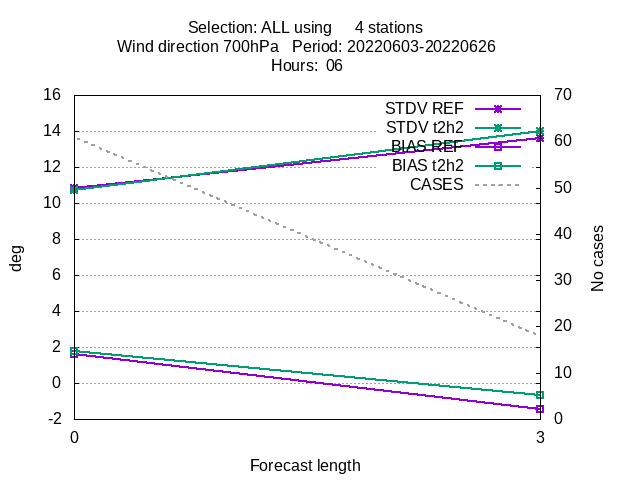 Selection: ALL using     4 stations
Wind direction 700hPa   Period: 20220603-20220626
Hours:  06
STDV REF
STDV t2h2
BIAS REF
BIAS t2h2
CASES
16
14
12
10
8
6
4
2
0
-2
70
60
50
40
30
20
10
0
deg
No cases
0
3
Forecast length